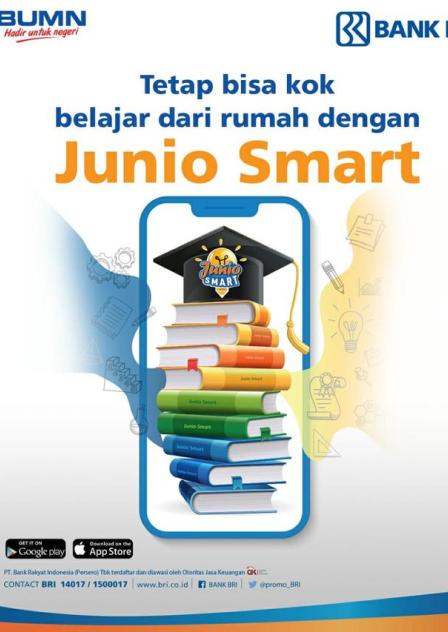 BUMN
Hadir untuk negeri
BANK
Tetap bisa kok
belajar dari rumah dengan
Junio Smart
Junio
SMART
Junio Smart
Junio Smart
Junio Smart
Junio Smart
GET IT ON
Google play
Download on the
App Store
PT. Bank Rakyat Indonesia (Persero) Tbk terdaftar dan diawasi oleh Otoritas Jasa Keuangan
CONTACT BRI 14017 / 1500017 | www.bri.co.id | BANK BRI | @promo_BRI